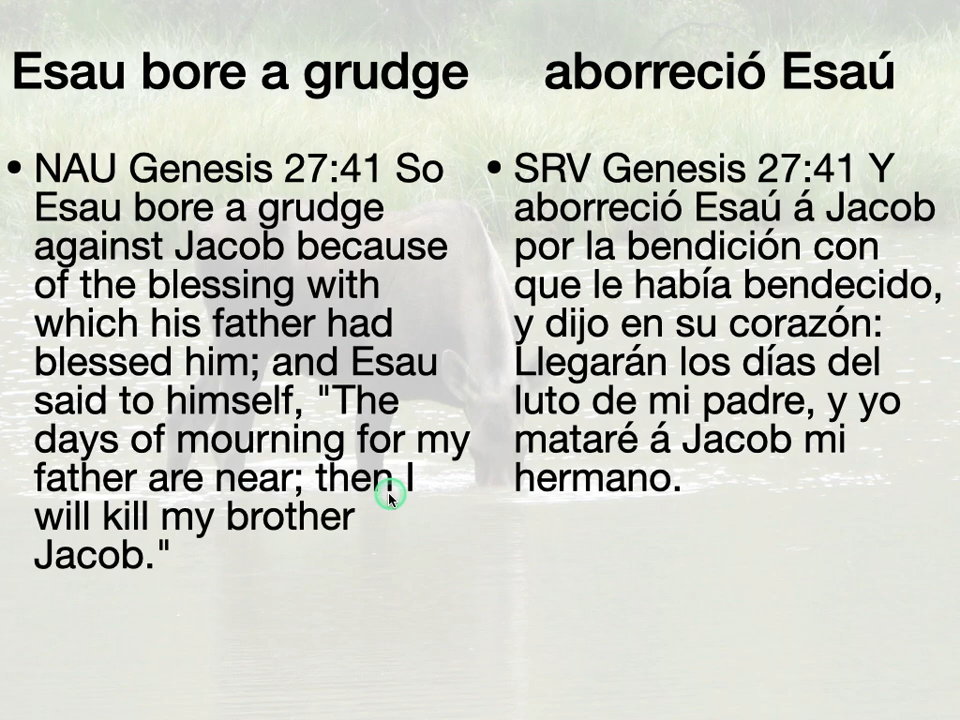 Esau bore a grudge
aborreció Esaú
• NAU Genesis 27:41 So
Esau bore a grudge
against Jacob because
of the blessing with
which his father had
blessed him; and Esau
said to himself, "The
days of mourning for my
father are near; then I
will kill my brother
Jacob."
• SRV Genesis 27:41 Y
aborreció Esaú á Jacob
por la bendición con
que le había bendecido,
y dijo en su corazón:
Llegarán los días del
luto de mi padre, y yo
mataré á Jacob mi
hermano.